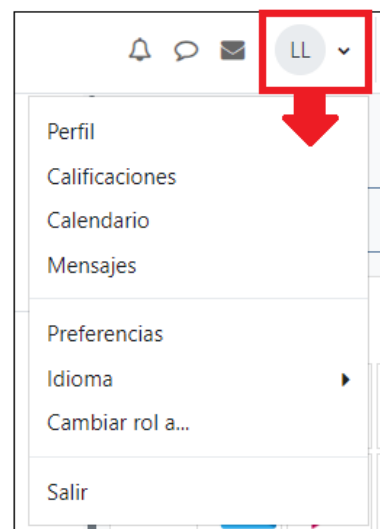 LL
Perfil
Calificaciones
Calendario
Mensajes
Preferencias
Idioma
Cambiar rol a...
Salir